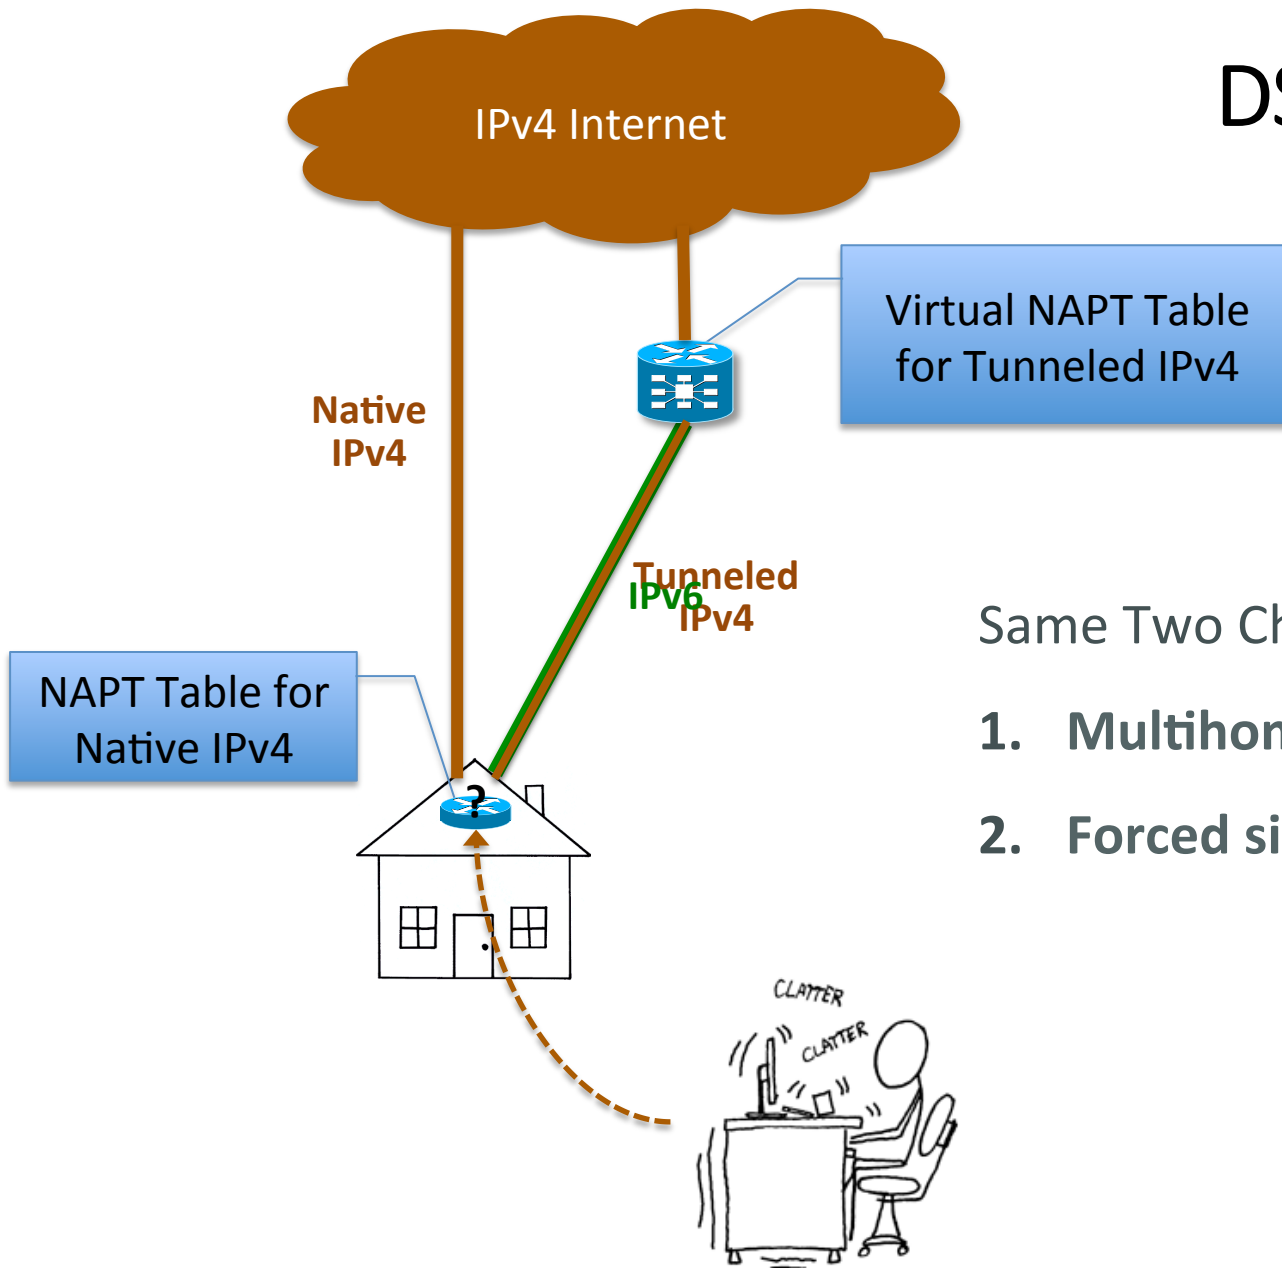 DS
IPv4 Internet
Virtual NAPT Table
for Tunneled IPv4
Native
IPv4
Tunneled
IPv4
IPv6
Same Two Ch
NAPT Table for
Native IPv4
1. Multihom
2. Forced si
?
CLATTER
CLATTER